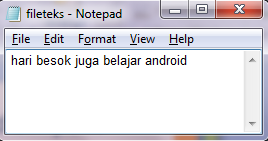 fileteks - Notepad
File Edit Format View Help
hari besok juga belajar android